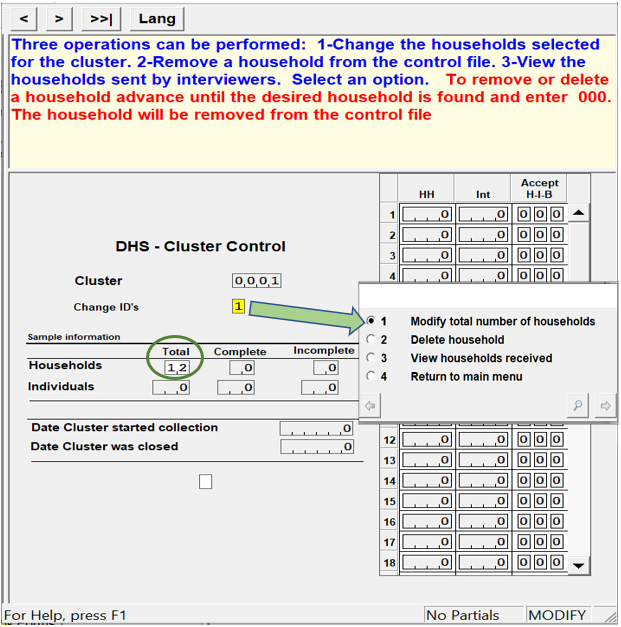 < > >>| Lang
Three operations can be performed: 1-Change the households selected
for the cluster. 2-Remove a household from the control file. 3-View the
households sent by interviewers. Select an option. To remove or delete
a household advance until the desired household is found and enter 000.
The household will be removed from the control file
DHS - Cluster Control
Cluster 0,0,0,1
Change ID's 1
Sample information
Total Complete Incomplete
Households 1,2 0 0
Individuals 0 0 0
Date Cluster started collection 0
Date Cluster was closed 0
HH Int Accept
H-I-B
1 0 0 0 0 0
2 0 0 0 0 0
3 0 0 0 0 0
4 0 0 0 0 0
1 Modify total number of households
2 Delete household
3 View households received
4 Return to main menu
12 0 0 0 0 0
13 0 0 0 0 0
14 0 0 0 0 0
15 0 0 0 0 0
16 0 0 0 0 0
17 0 0 0 0 0
18 0 0 0 0 0
For Help, press F1 No Partials MODIFY